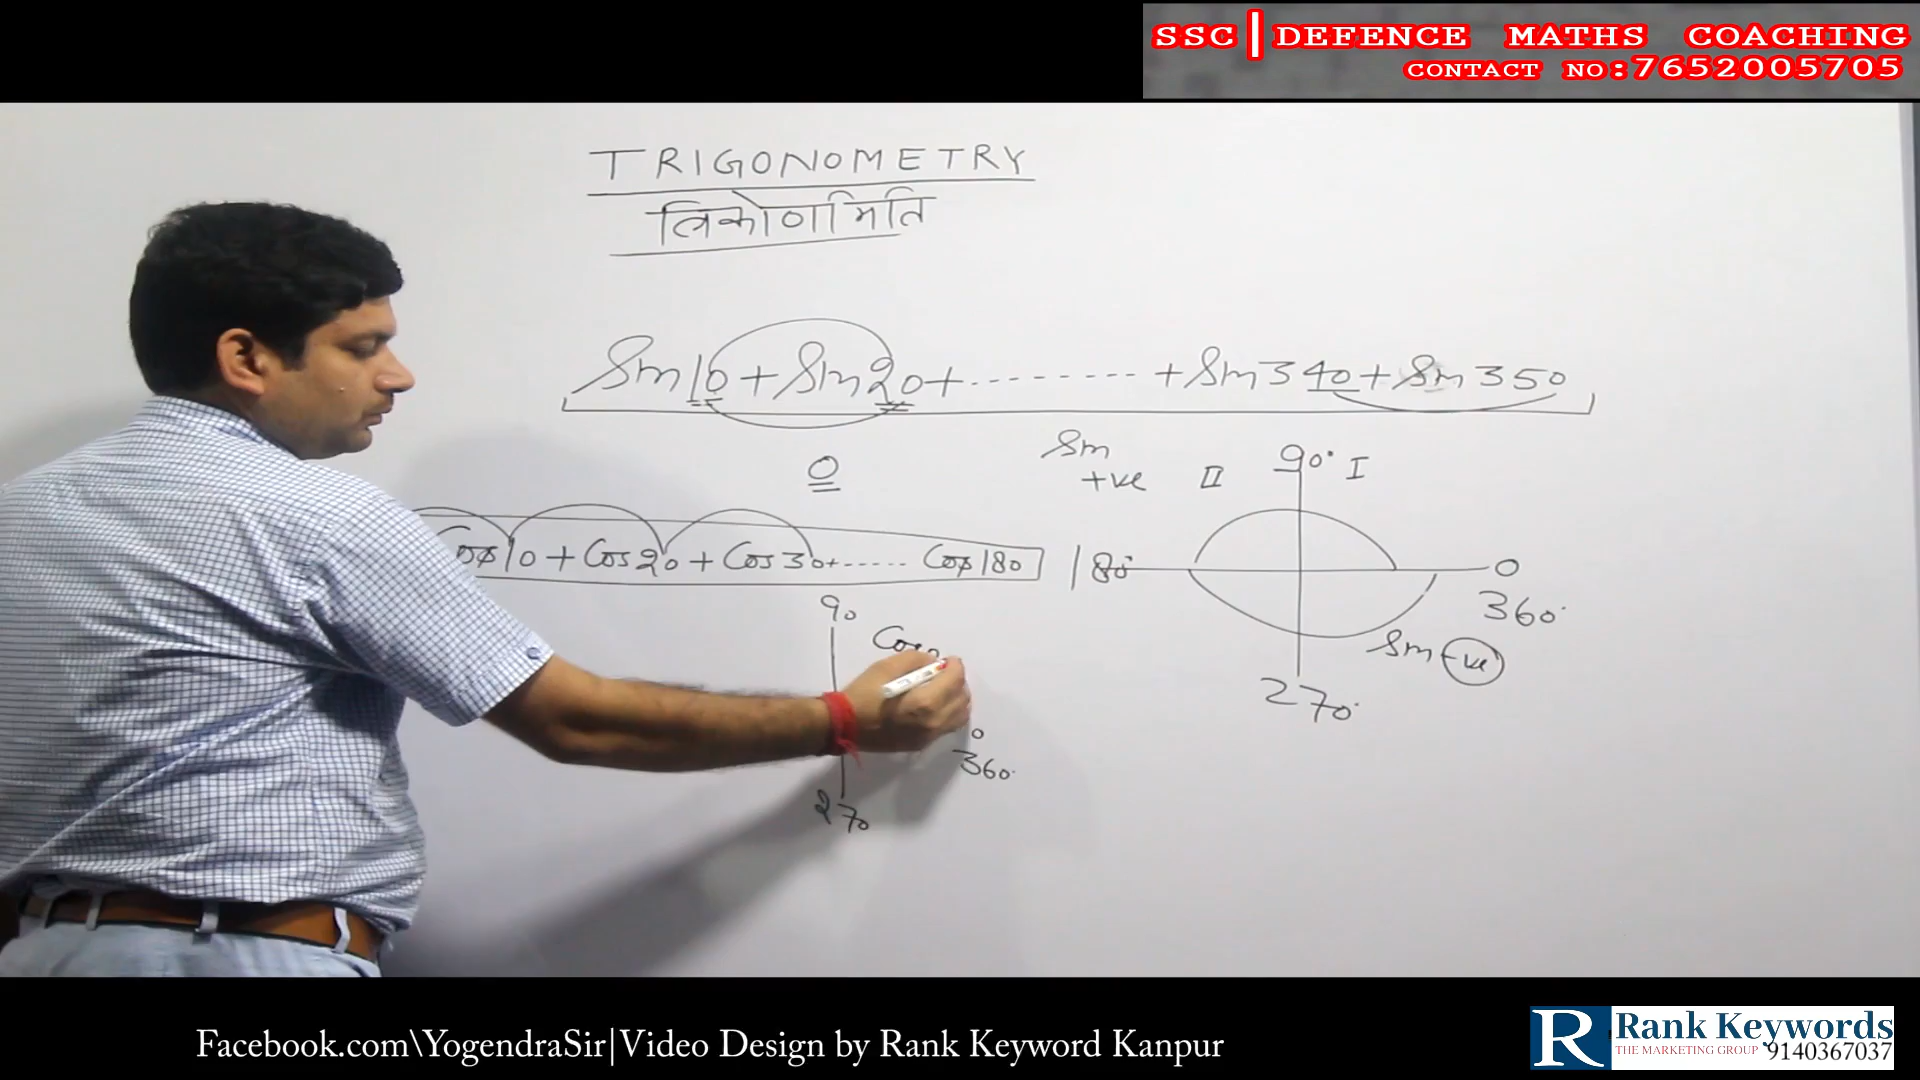 SSC|DEFENCE MATHS COACHING
CONTACT NO:7652005705
TRIGONOMETRY
त्रिकोणमिति
Sin10+Sin20+---------+Sin340+Sin350
0
Sin
+ve II 90° I
Cos10+Cos20+Cos30+----- Cos180
180° 0
360°
Sin -ve
270°
90
Cos
0
360°
270
Facebook.com\YogendraSir|Video Design by Rank Keyword Kanpur
R Rank Keywords
THE MARKETING GROUP 9140367037